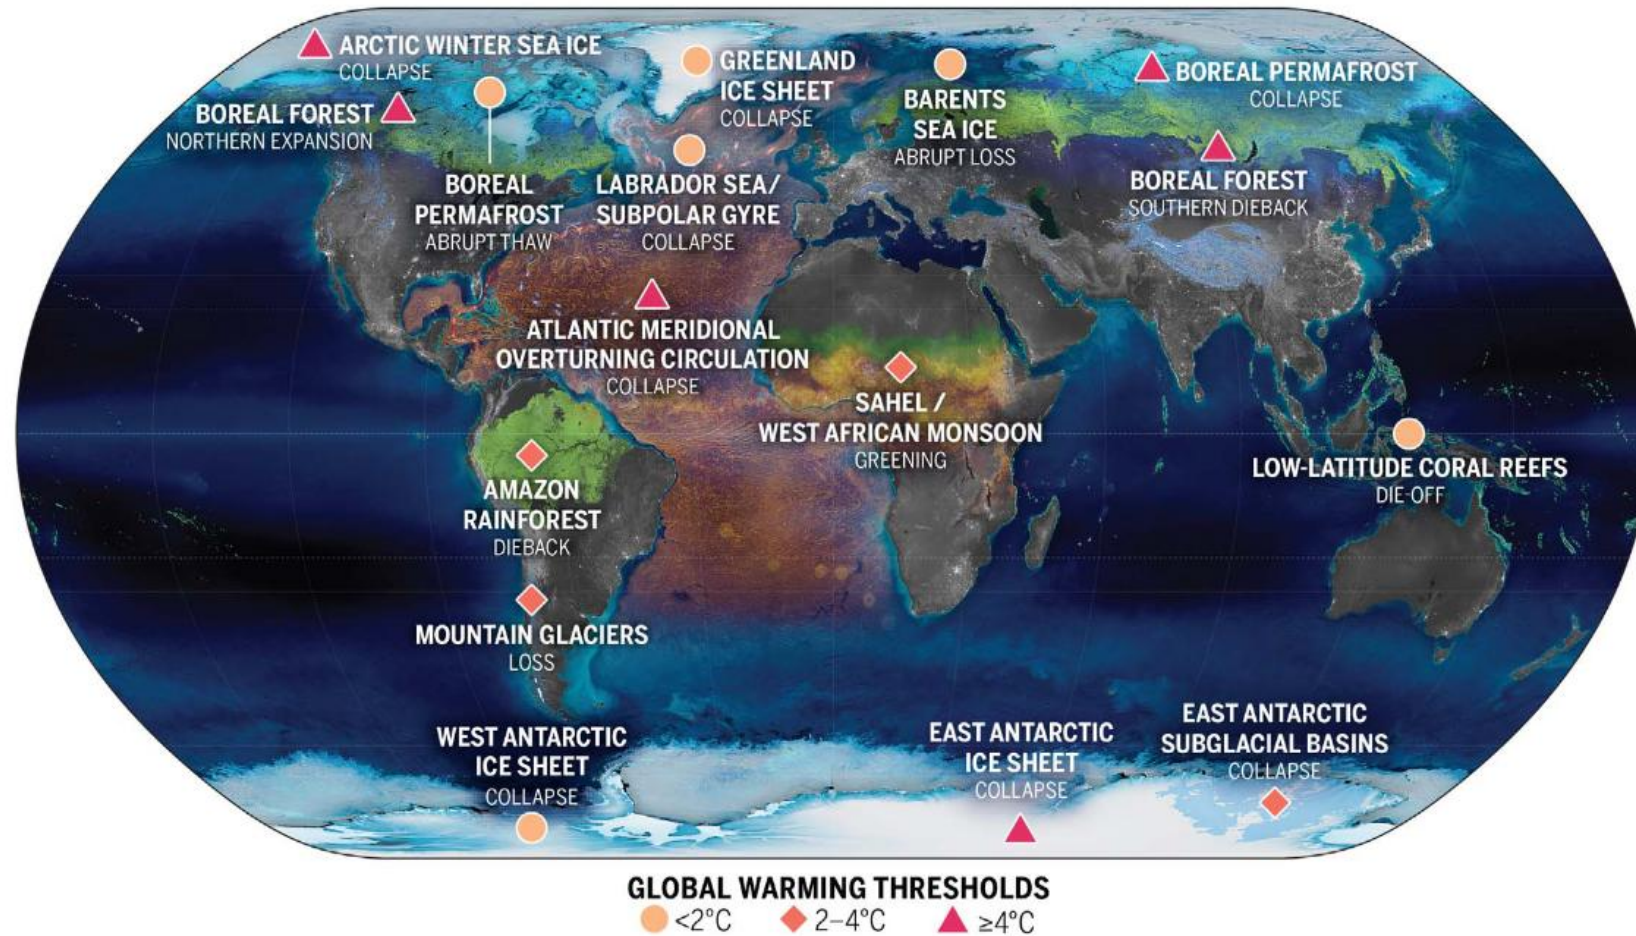 ARCTIC WINTER SEA ICE
COLLAPSE
BOREAL FOREST
NORTHERN EXPANSION
BOREAL
PERMAFROST
ABRUPT THAW
GREENLAND
ICE SHEET
COLLAPSE
LABRADOR SEA/
SUBPOLAR GYRE
COLLAPSE
BARENTS
SEA ICE
ABRUPT LOSS
BOREAL PERMAFROST
COLLAPSE
BOREAL FOREST
SOUTHERN DIEBACK
ATLANTIC MERIDIONAL
OVERTURNING CIRCULATION
COLLAPSE
SAHEL /
WEST AFRICAN MONSOON
GREENING
LOW-LATITUDE CORAL REEFS
DIE-OFF
AMAZON
RAINFOREST
DIEBACK
MOUNTAIN GLACIERS
LOSS
WEST ANTARCTIC
ICE SHEET
COLLAPSE
EAST ANTARCTIC
ICE SHEET
COLLAPSE
EAST ANTARCTIC
SUBGLACIAL BASINS
COLLAPSE
GLOBAL WARMING THRESHOLDS
<2°C 2–4°C ≥4°C